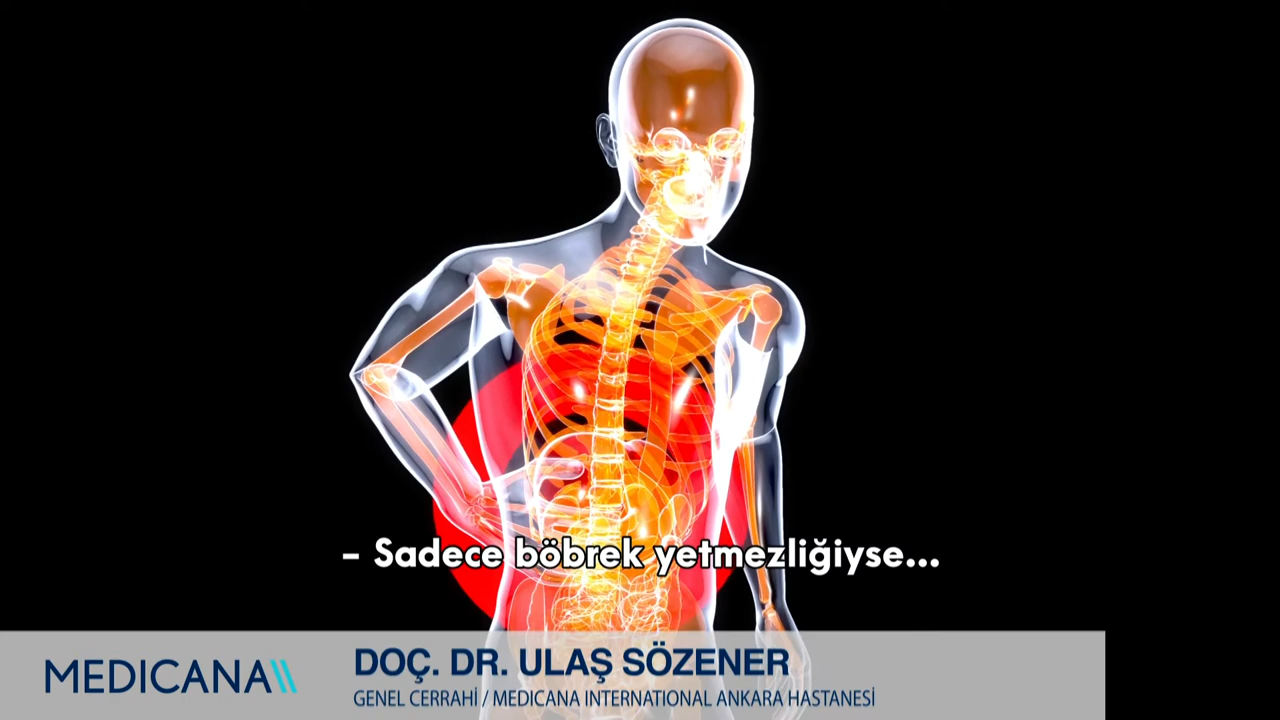 – Sadece böbrek yetmezliğiyse...
MEDICANA
DOÇ. DR. ULAŞ SÖZENER
GENEL CERRAHİ / MEDICANA INTERNATIONAL ANKARA HASTANESİ